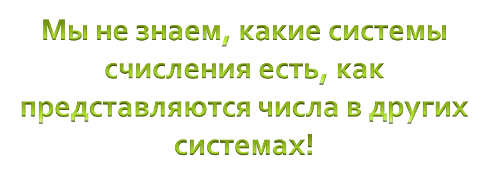 Мы не знаем, какие системы
счисления есть, как
представляются числа в других
системах!